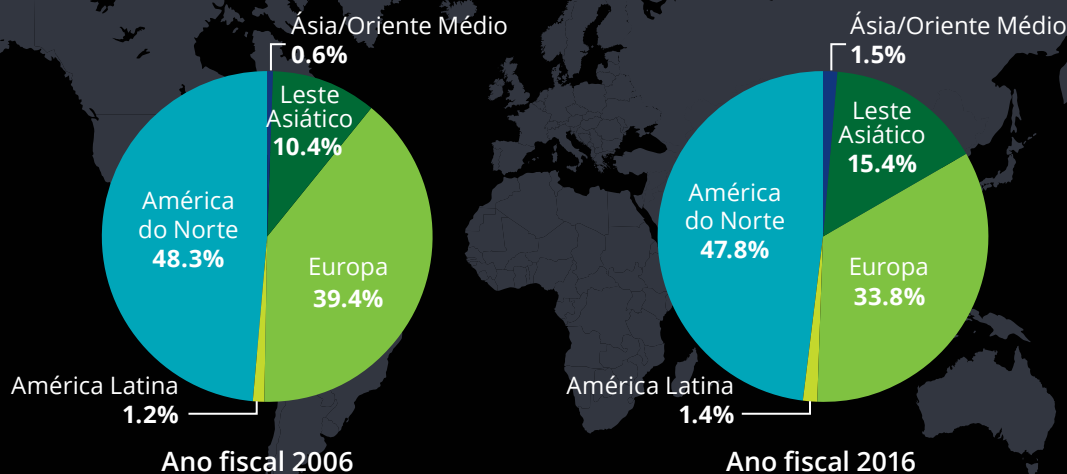 Ásia/Oriente Médio
0.6%
Leste
Asiático
10.4%
América
do Norte
48.3%
Europa
39.4%
América Latina
1.2%
Ano fiscal 2006
Ásia/Oriente Médio
1.5%
Leste
Asiático
15.4%
América
do Norte
47.8%
Europa
33.8%
América Latina
1.4%
Ano fiscal 2016